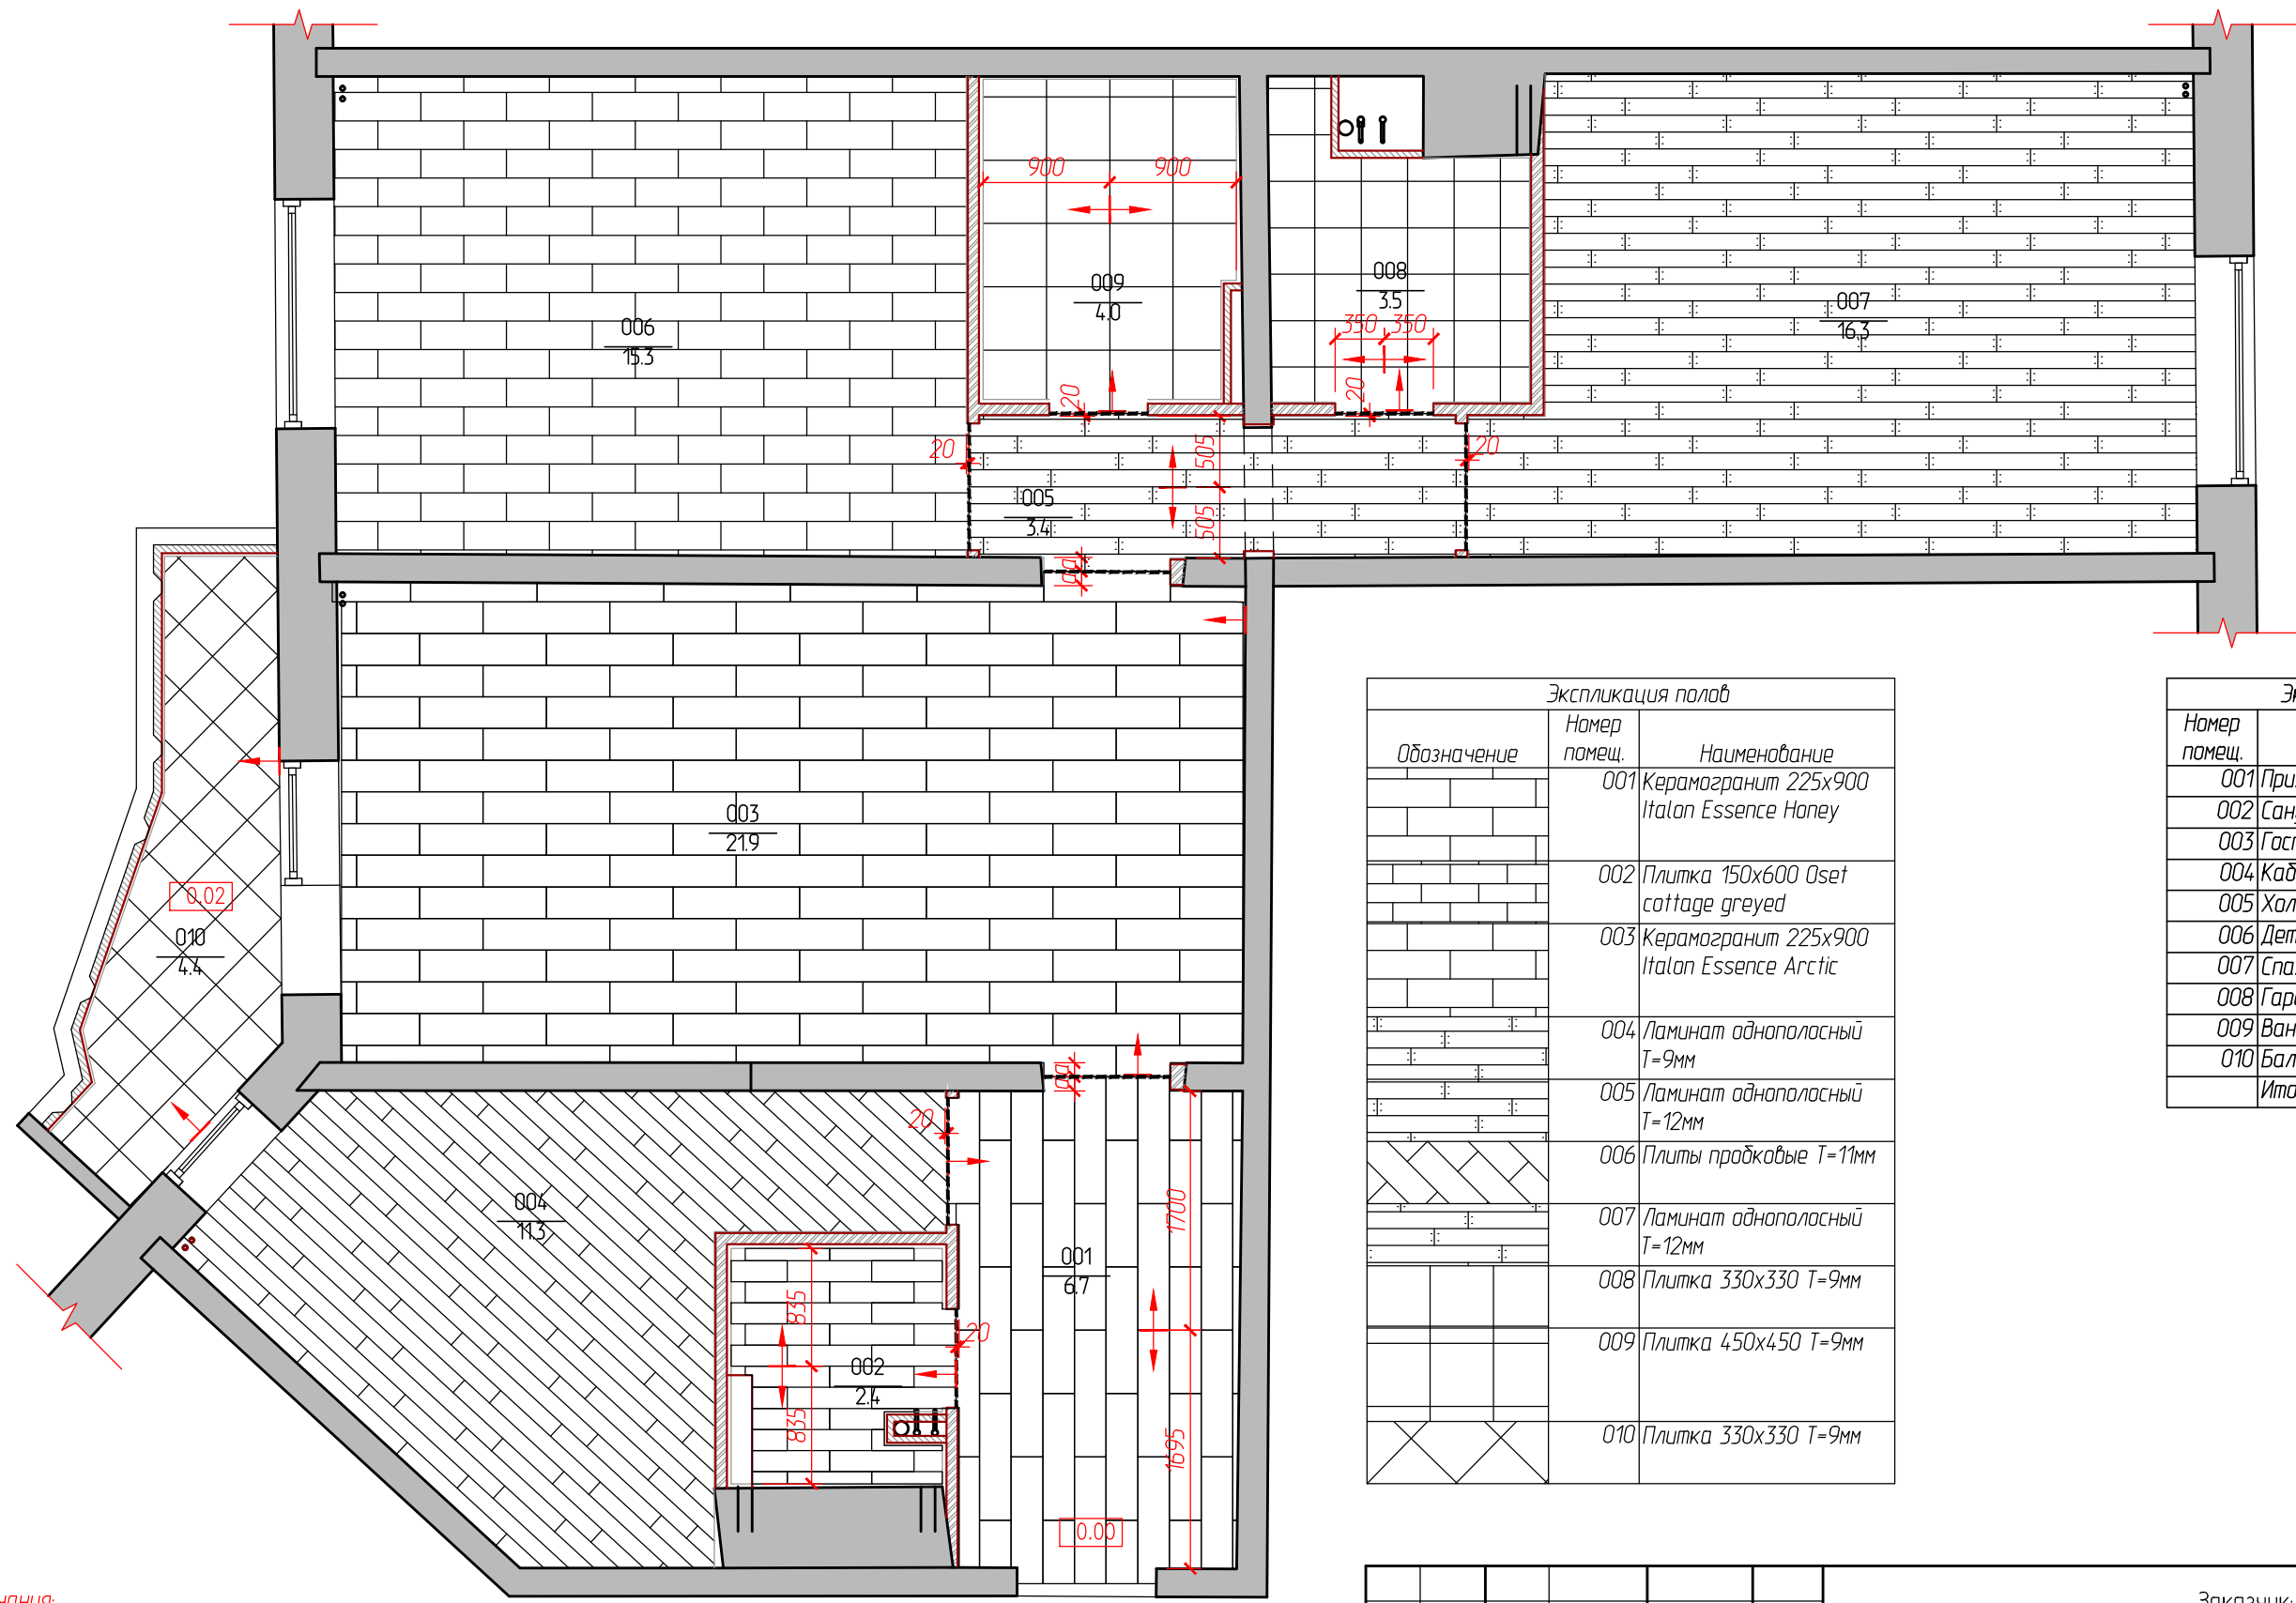 900
900
009
4.0
008
3.5
350
350
007
16.3
006
15.3
20
20
20
20
505
505
005
3.4
003
21.9
0.02
010
4.4
20
004
11.3
1700
001
6.7
835
20
002
2.4
835
1695
0.00
Экспликация полов
Обозначение
Номер
помещ.
Наименование
001 Керамогранит 225х900
Italon Essence Honey
002 Плитка 150х600 Oset
cottage greyed
003 Керамогранит 225х900
Italon Essence Arctic
004 Ламинат однополосный
Т=9мм
005 Ламинат однополосный
Т=12мм
006 Плиты пробковые Т=11мм
007 Ламинат однополосный
Т=12мм
008 Плитка 330х330 Т=9мм
009 Плитка 450х450 Т=9мм
010 Плитка 330х330 Т=9мм
Номер
помещ.
001
002
003
004
005
006
007
008
009
010